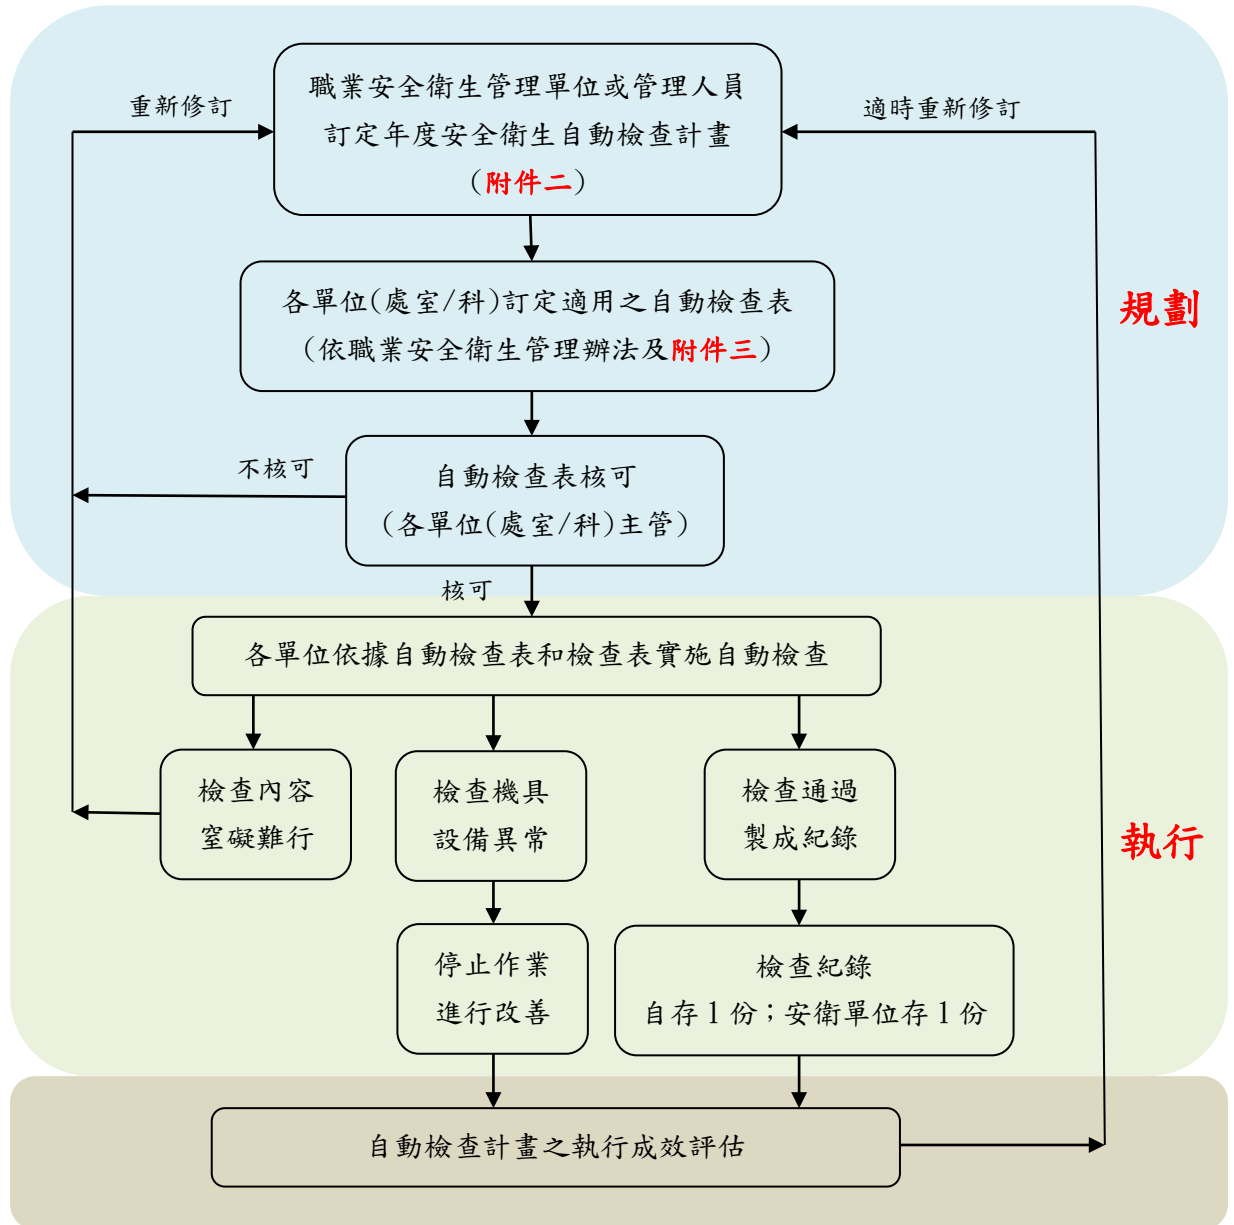 職業安全衛生管理單位或管理人員
訂定年度安全衛生自動檢查計畫
(附件二)
重新修訂
適時重新修訂
各單位(處室/科)訂定適用之自動檢查表
(依職業安全衛生管理辦法及附件三)
規劃
不核可
自動檢查表核可
(各單位(處室/科)主管)
核可
各單位依據自動檢查表和檢查表實施自動檢查
檢查內容
窒礙難行
檢查機具
設備異常
檢查通過
製成紀錄
執行
停止作業
進行改善
檢查紀錄
自存1份;安衛單位存1份
自動檢查計畫之執行成效評估